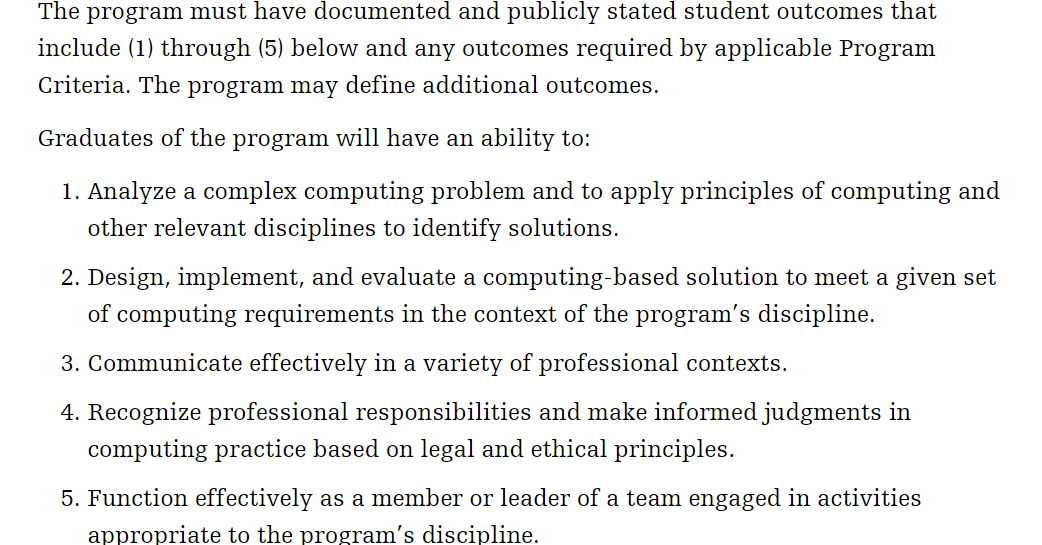 The program must have documented and publicly stated student outcomes that
include (1) through (5) below and any outcomes required by applicable Program
Criteria. The program may define additional outcomes.
Graduates of the program will have an ability to:
1. Analyze a complex computing problem and to apply principles of computing and
other relevant disciplines to identify solutions.
2. Design, implement, and evaluate a computing-based solution to meet a given set
of computing requirements in the context of the program's discipline.
3. Communicate effectively in a variety of professional contexts.
4. Recognize professional responsibilities and make informed judgments in
computing practice based on legal and ethical principles.
5. Function effectively as a member or leader of a team engaged in activities
appropriate to the program's discipline.